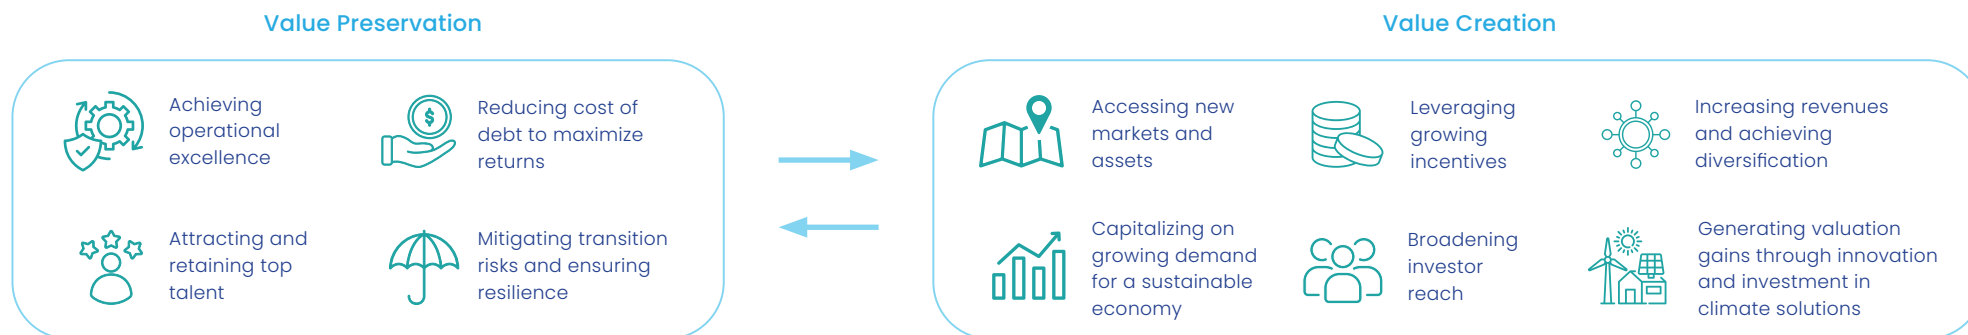 Value Preservation
Achieving
operational
excellence
Reducing cost of
debt to maximize
returns
Attracting and
retaining top
talent
Mitigating transition
risks and ensuring
resilience
Value Creation
Accessing new
markets and
assets
Leveraging
growing
incentives
Increasing revenues
and achieving
diversification
Capitalizing on
growing demand
for a sustainable
economy
Broadening
investor
reach
Generating valuation
gains through innovation
and investment in
climate solutions